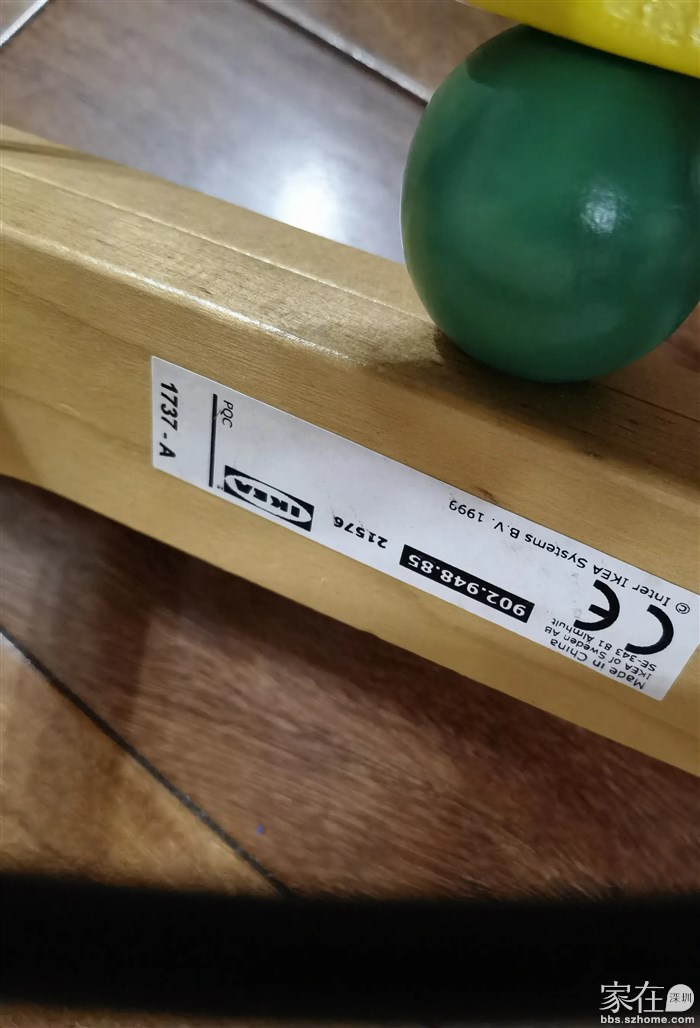 Made in China
IKEA of Sweden AB
SE-343 81 Älmhult
CE
© Inter IKEA Systems B.V. 1999
902.948.85
21576
IKEA
PQC
1737 - A
家在
深圳
bbs.szhome.com